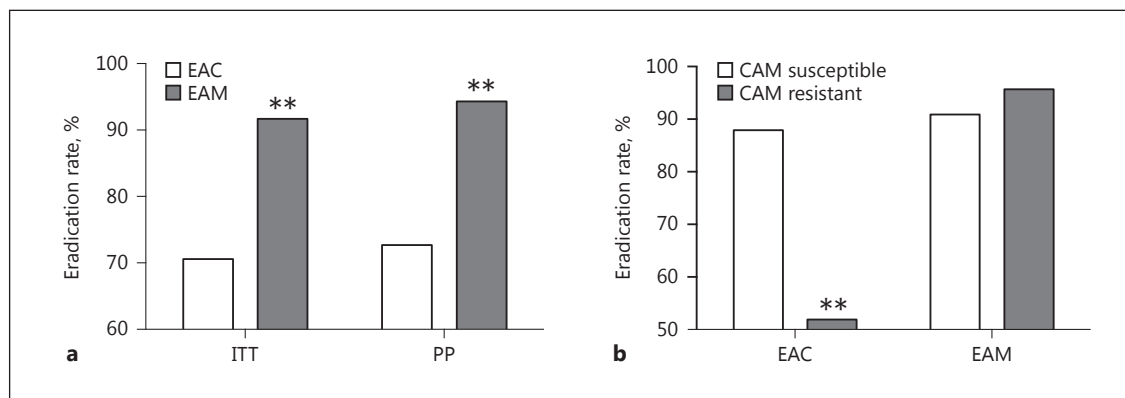 100
90
80
70
60
Eradication rate, %
EAC
EAM
**
**
ITT
PP
a
100
90
80
70
60
50
Eradication rate, %
CAM susceptible
CAM resistant
**
EAC
EAM
b